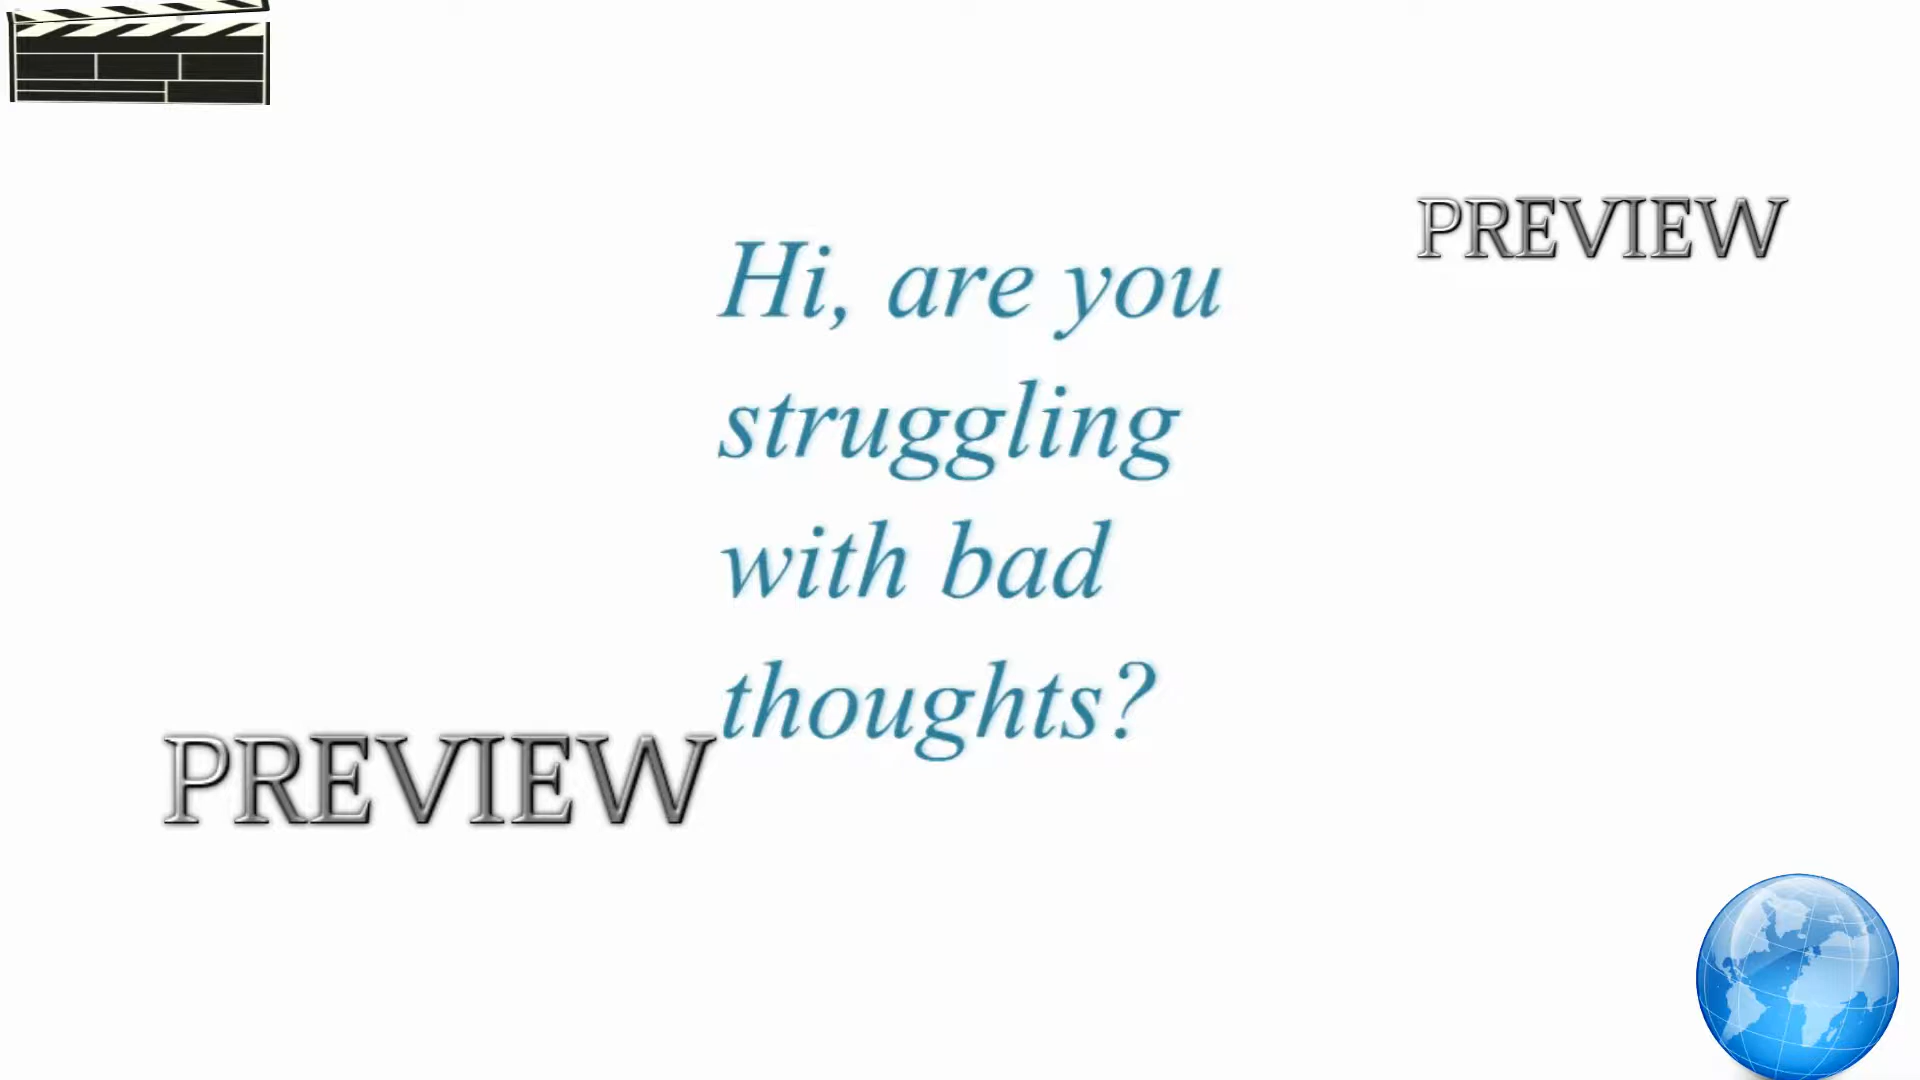 PREVIEW
Hi, are you
struggling
with bad
thoughts?
PREVIEW